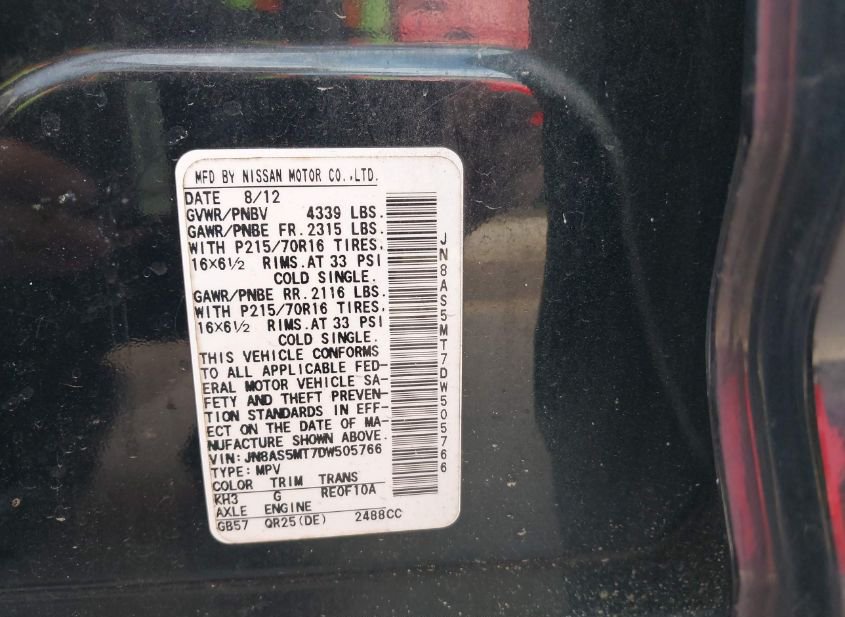 MFD BY NISSAN MOTOR CO.,LTD.
DATE 8/12
GVWR/PNBV 4339 LBS.
GAWR/PNBE FR. 2315 LBS.
WITH P215/70R16 TIRES,
16×6½ RIMS. AT 33 PSI
COLD SINGLE.
GAWR/PNBE RR. 2116 LBS.
WITH P215/70R16 TIRES,
16×6½ RIMS. AT 33 PSI
COLD SINGLE.
THIS VEHICLE CONFORMS
TO ALL APPLICABLE FED-
ERAL MOTOR VEHICLE SA-
FETY AND THEFT PREVEN-
TION STANDARDS IN EFF-
ECT ON THE DATE OF MA-
NUFACTURE SHOWN ABOVE.
VIN: JN8AS5MT7DW505766
TYPE: MPV
COLOR TRIM TRANS
KH3 G RE0F10A
AXLE ENGINE
GB57 QR25(DE) 2488CC
JN8AS5MT7DW505766